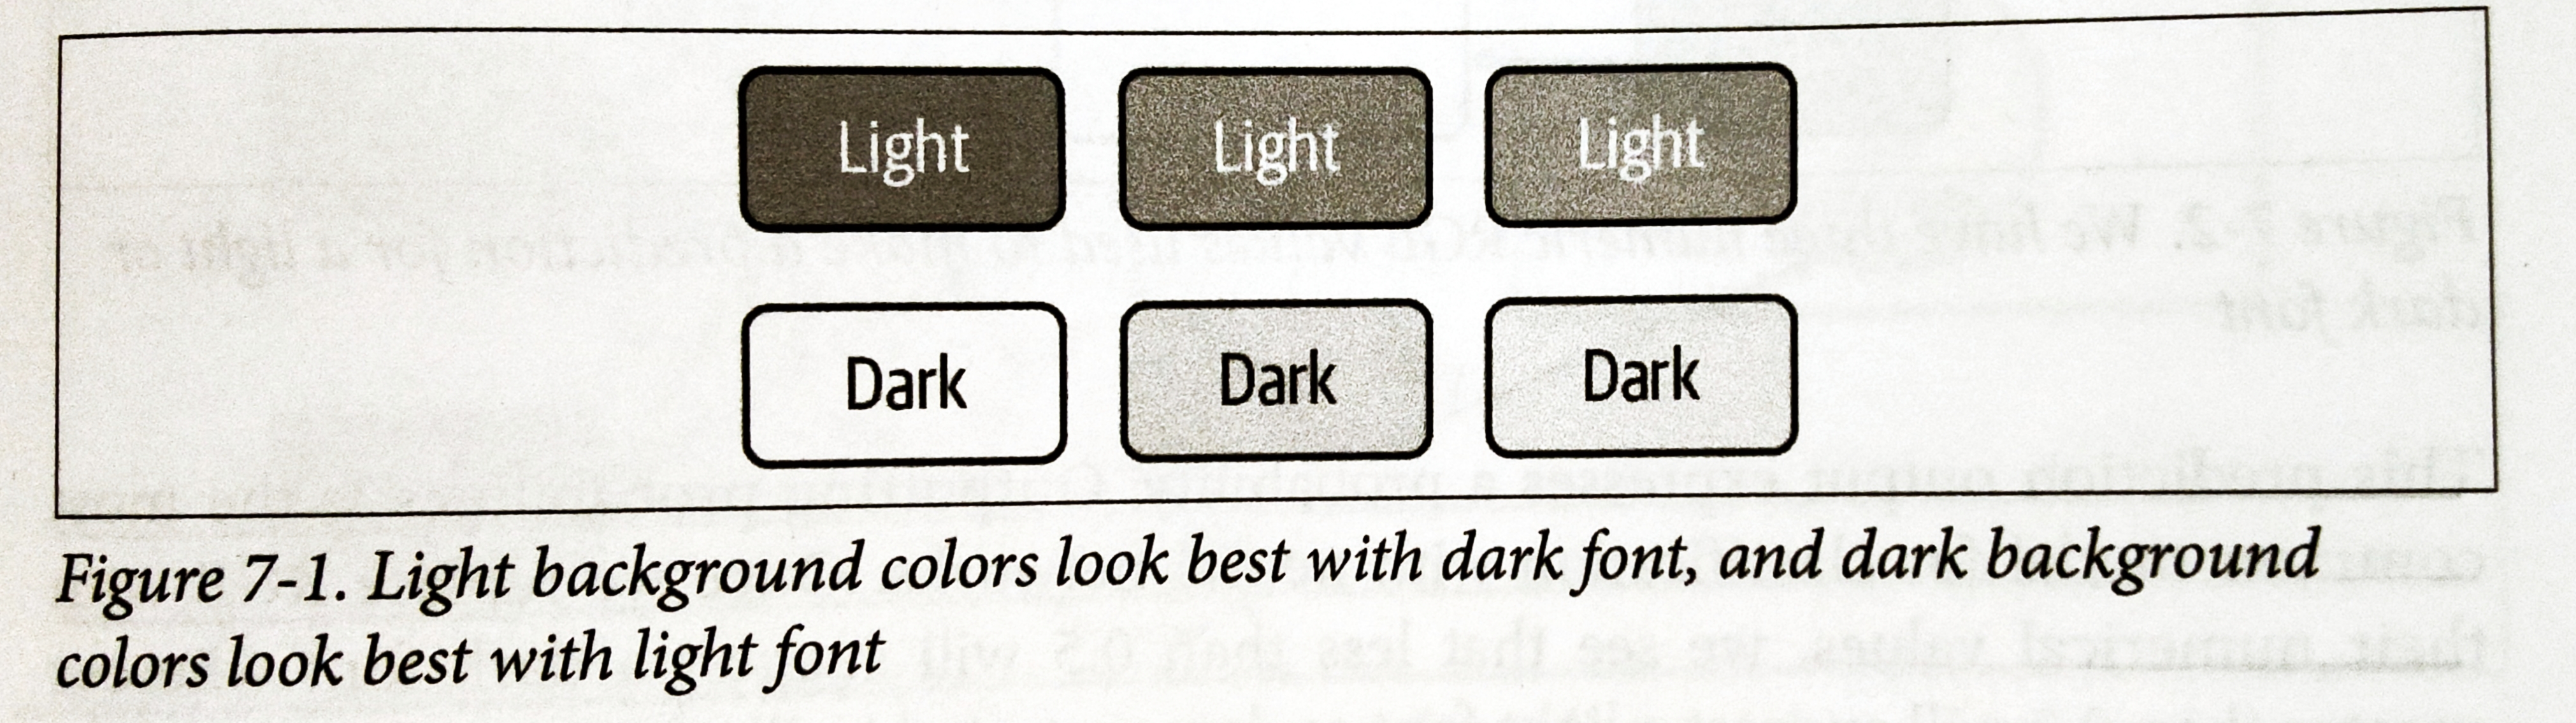 Light Light Light
Dark Dark Dark
Figure 7-1. Light background colors look best with dark font, and dark background
colors look best with light font